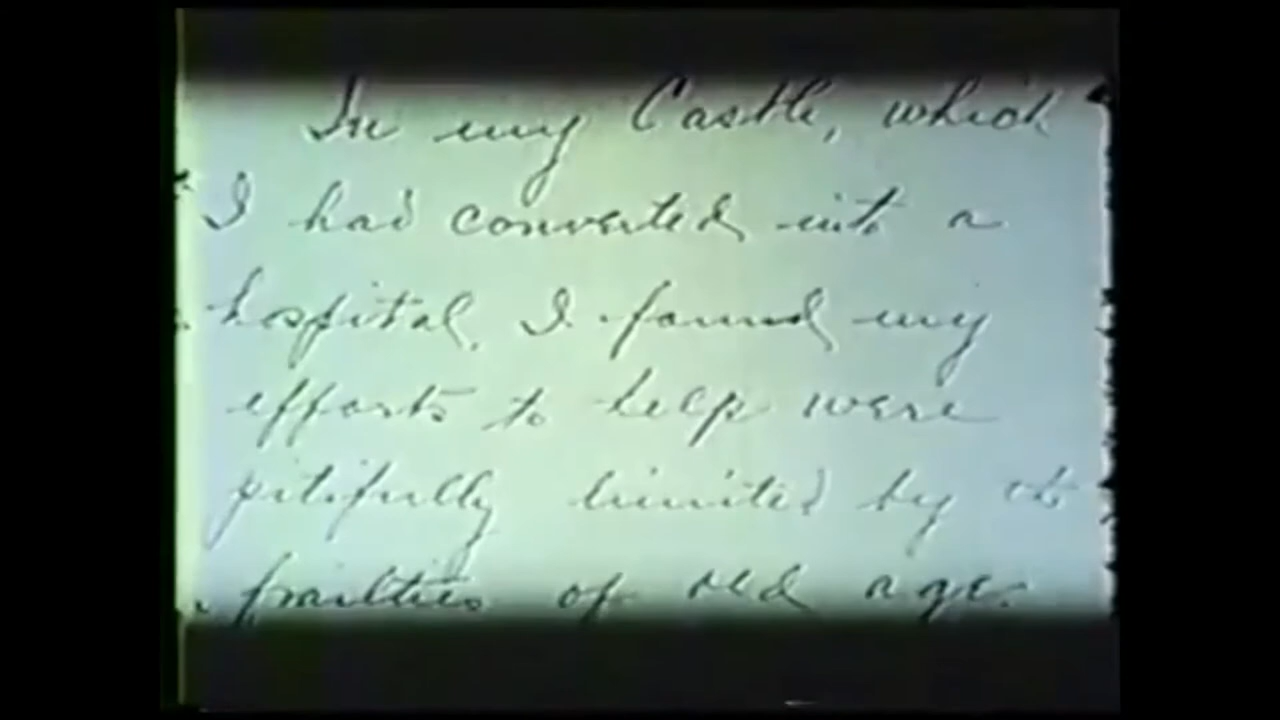 In my Castle, which
I had converted into a
hospital, I found my
efforts to help were
pitifully limited by the
frailties of old age.